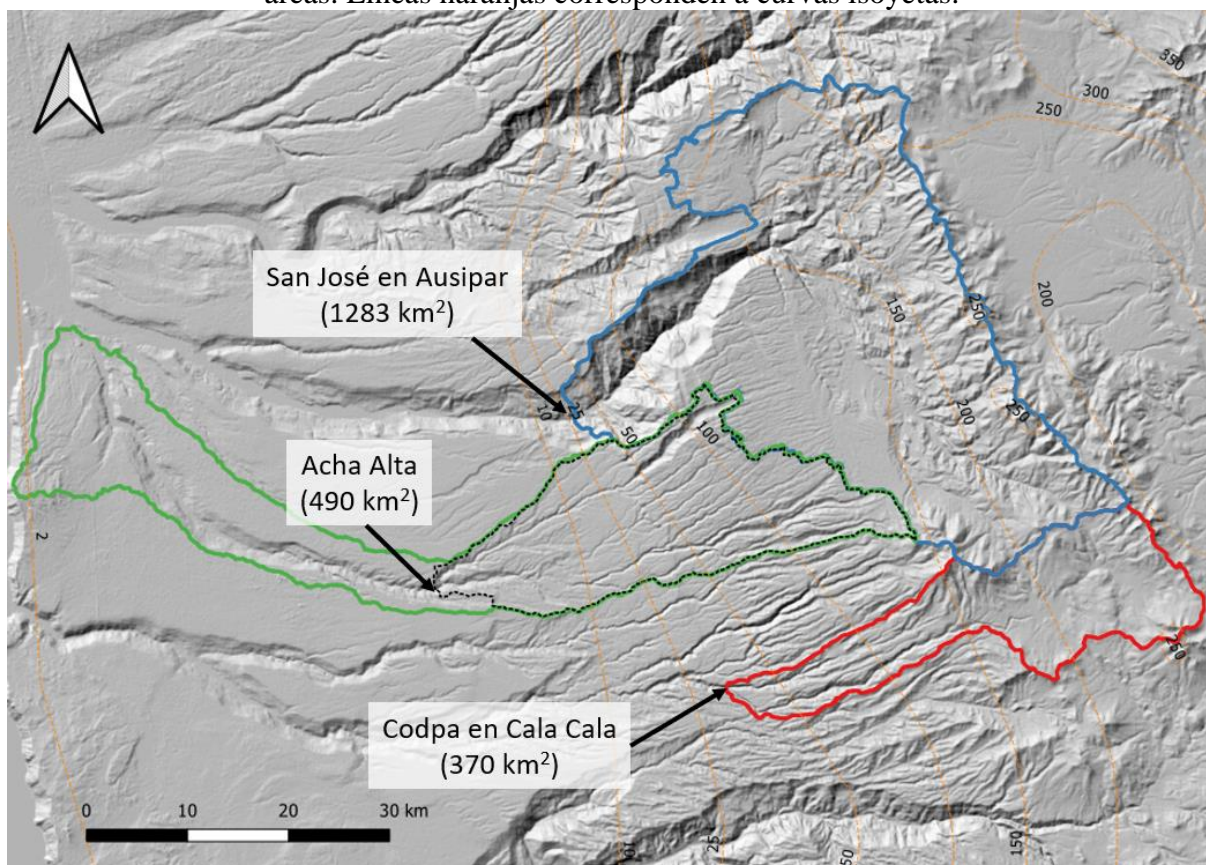 áreas. Líneas naranjas corresponden a curvas isoyetas.
350
300
250
200
San José en Ausipar
(1283 km²)
250
150
10
25
50
100
200
250
Acha Alta
(490 km²)
2
250
Codpa en Cala Cala
(370 km²)
0 10 20 30 km
10
25
150